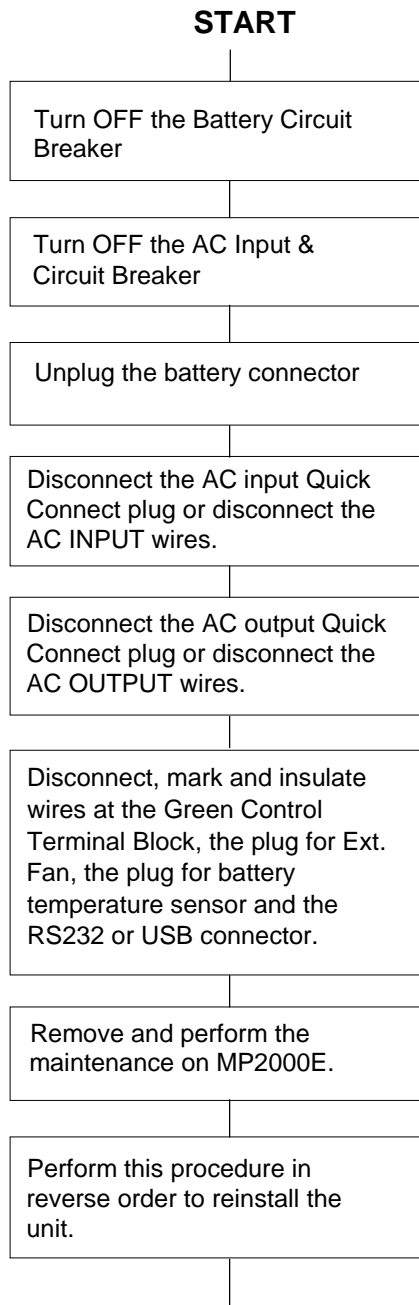 START
Turn OFF the Battery Circuit
Breaker
Turn OFF the AC Input &
Circuit Breaker
Unplug the battery connector
Disconnect the AC input Quick
Connect plug or disconnect the
AC INPUT wires.
Disconnect the AC output Quick
Connect plug or disconnect the
AC OUTPUT wires.
Disconnect, mark and insulate
wires at the Green Control
Terminal Block, the plug for Ext.
Fan, the plug for battery
temperature sensor and the
RS232 or USB connector.
Remove and perform the
maintenance on MP2000E.
Perform this procedure in
reverse order to reinstall the
unit.